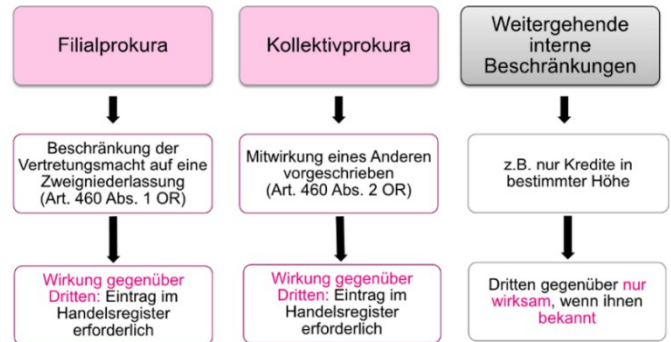 Filialprokura
Beschränkung der
Vertretungsmacht auf eine
Zweigniederlassung
(Art. 460 Abs. 1 OR)
Wirkung gegenüber
Dritten: Eintrag im
Handelsregister
erforderlich
Kollektivprokura
Mitwirkung eines Anderen
vorgeschrieben
(Art. 460 Abs. 2 OR)
Wirkung gegenüber
Dritten: Eintrag im
Handelsregister
erforderlich
Weitergehende
interne
Beschränkungen
z.B. nur Kredite in
bestimmter Höhe
Dritten gegenüber nur
wirksam, wenn ihnen
bekannt